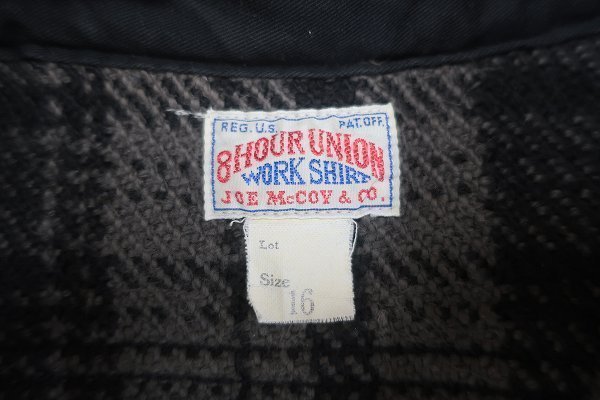 REG. U.S. PAT. OFF.
8 HOUR UNION
WORK SHIRT
JOE McCOY & CO.
Lot
Size
16